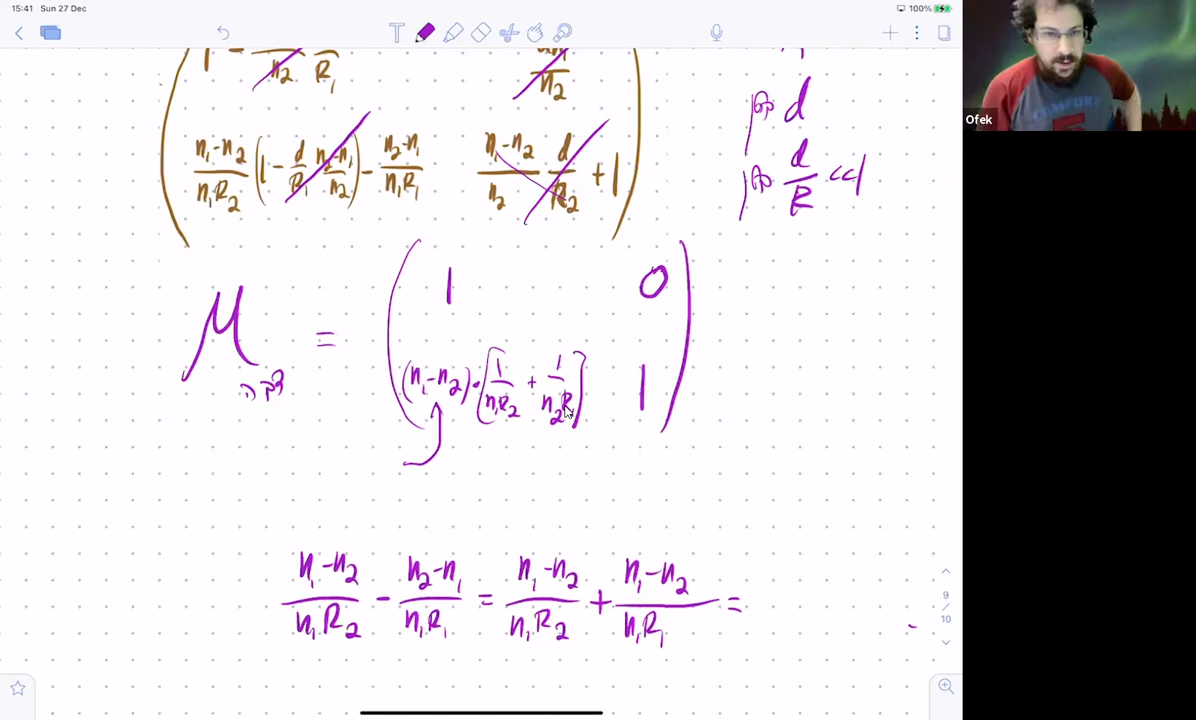 15:41 Sun 27 Dec
100%
T
1 - n₂ R₁
n₂
d
(n₁-n₂)/(n₁R₂) (1 - d/R₁ (n₂-n₁)/n₂) - (n₂-n₁)/(n₁R₁)   (n₁-n₂)/n₂ d/R₂ + 1
d/R <<1
M = ( 1   0
(n₁-n₂)·[1/(n₁R₂) + 1/(n₂R)]   1 )
(n₁-n₂)/(n₁R₂) - (n₂-n₁)/(n₁R₁) = (n₁-n₂)/(n₁R₂) + (n₁-n₂)/(n₁R₁) =
9
/
10
Ofek